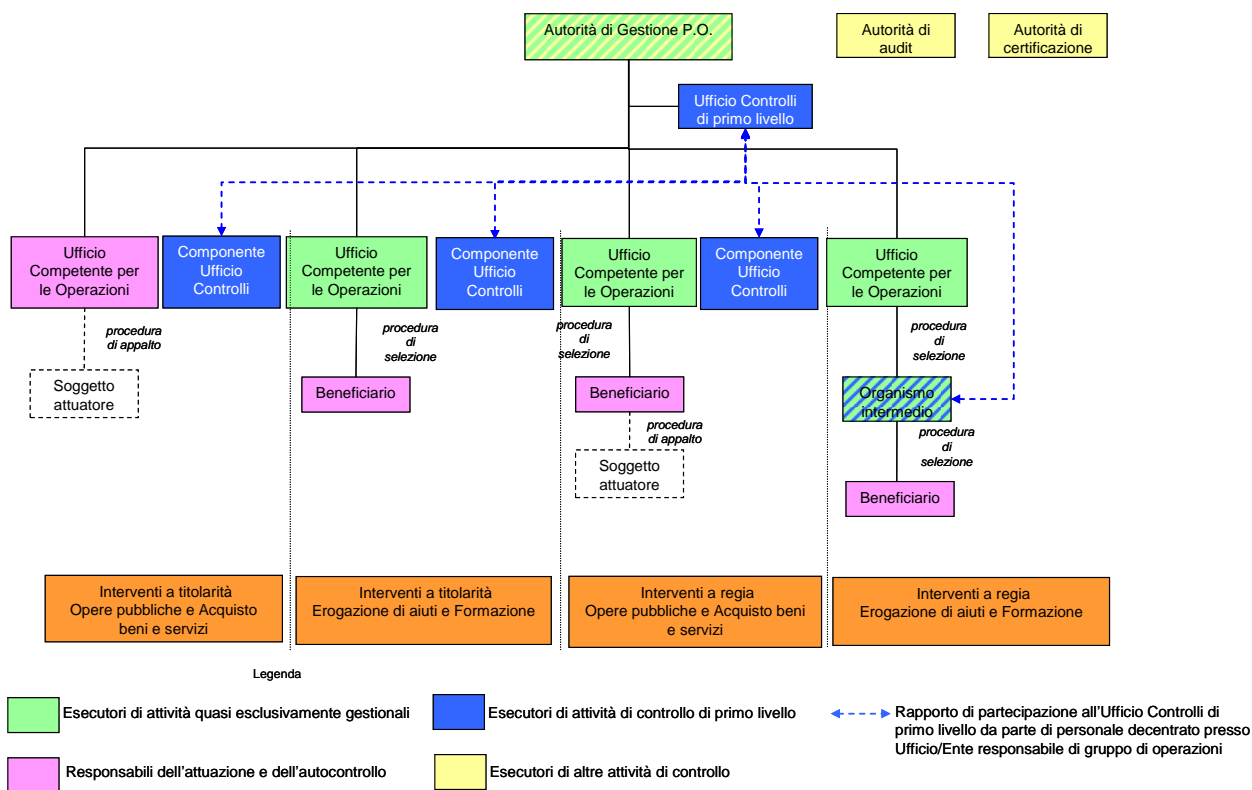 Autorità di Gestione P.O.
Autorità di
audit
Autorità di
certificazione
Ufficio Controlli
di primo livello
Ufficio
Competente per
le Operazioni
Componente
Ufficio
Controlli
Ufficio
Competente per
le Operazioni
Componente
Ufficio
Controlli
Ufficio
Competente per
le Operazioni
Componente
Ufficio
Controlli
Ufficio
Competente per
le Operazioni
procedura
di appalto
procedura
di
selezione
procedura
di
selezione
procedura
di
selezione
Soggetto
attuatore
Beneficiario
Beneficiario
Organismo
intermedio
procedura
di appalto
procedura
di
selezione
Soggetto
attuatore
Beneficiario
Interventi a titolarità
Opere pubbliche e Acquisto
beni e servizi
Interventi a titolarità
Erogazione di aiuti e Formazione
Interventi a regia
Opere pubbliche e Acquisto beni
e servizi
Interventi a regia
Erogazione di aiuti e Formazione
Legenda
Esecutori di attività quasi esclusivamente gestionali
Esecutori di attività di controllo di primo livello
Rapporto di partecipazione all'Ufficio Controlli di
primo livello da parte di personale decentrato presso
Ufficio/Ente responsabile di gruppo di operazioni
Responsabili dell'attuazione e dell'autocontrollo
Esecutori di altre attività di controllo